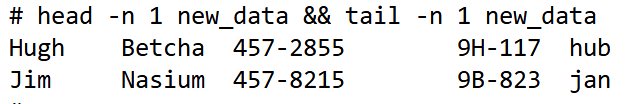 # head -n 1 new_data && tail -n 1 new_data
Hugh    Betcha  457-2855        9H-117  hub
Jim     Nasium  457-8215        9B-823  jan